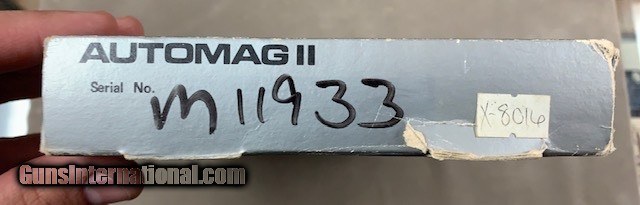 AUTOMAG II
Serial No. M11933
X-8016
GunsInternational.com